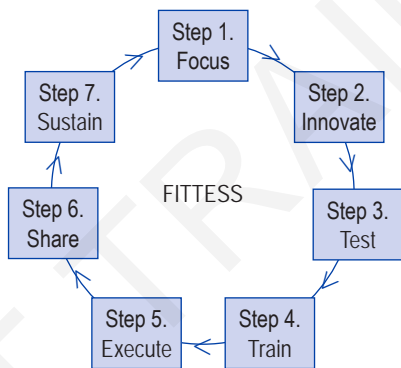 Step 1.
Focus
Step 2.
Innovate
Step 3.
Test
Step 4.
Train
Step 5.
Execute
Step 6.
Share
Step 7.
Sustain
FITTESS